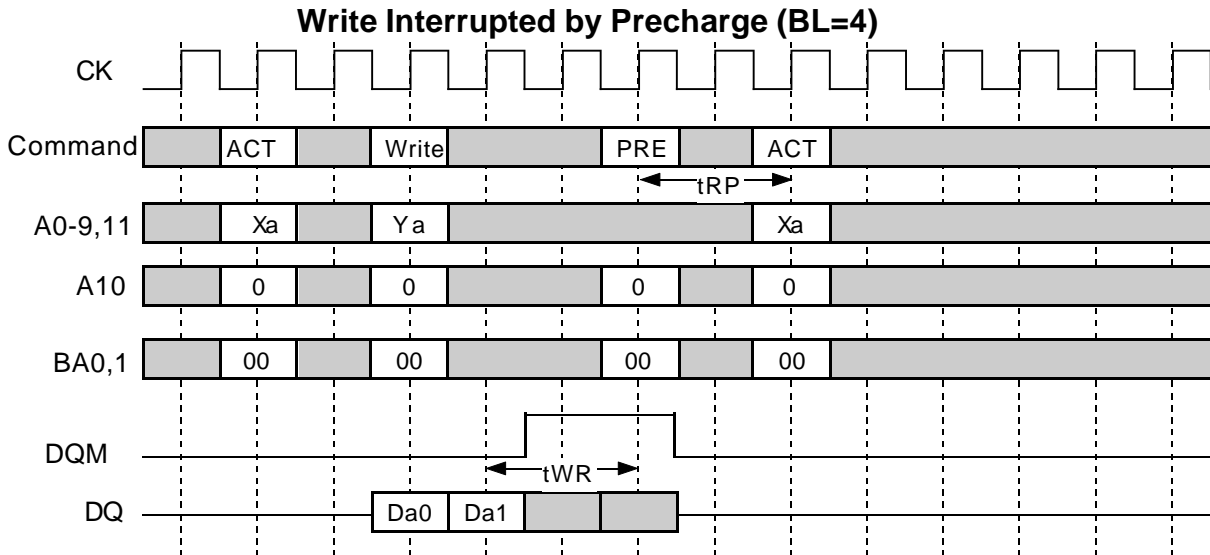 Write Interrupted by Precharge (BL=4)
CK
Command ACT Write PRE ACT
tRP
A0-9,11 Xa Ya Xa
A10 0 0 0 0
BA0,1 00 00 00 00
DQM
tWR
DQ Da0 Da1